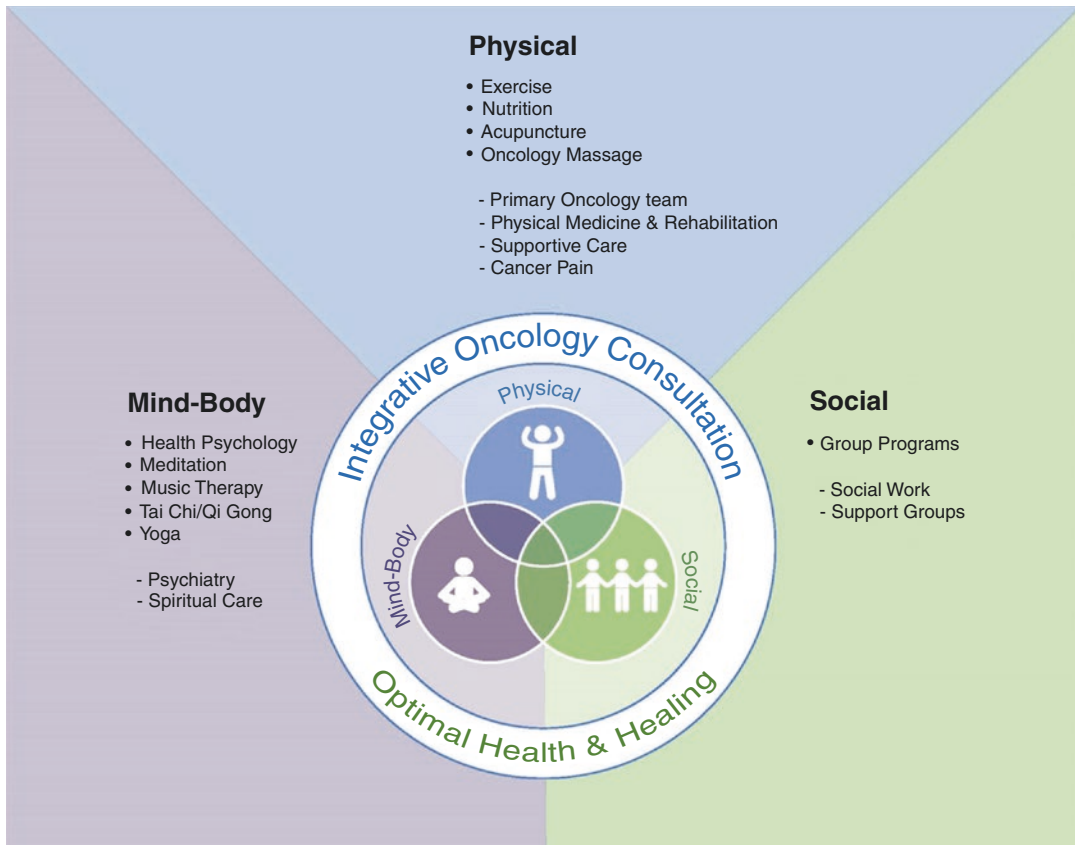 Physical
• Exercise
• Nutrition
• Acupuncture
• Oncology Massage
- Primary Oncology team
- Physical Medicine & Rehabilitation
- Supportive Care
- Cancer Pain
Mind-Body
• Health Psychology
• Meditation
• Music Therapy
• Tai Chi/Qi Gong
• Yoga
- Psychiatry
- Spiritual Care
Integrative Oncology Consultation
Physical
Mind-Body
Social
Optimal Health & Healing
Social
• Group Programs
- Social Work
- Support Groups